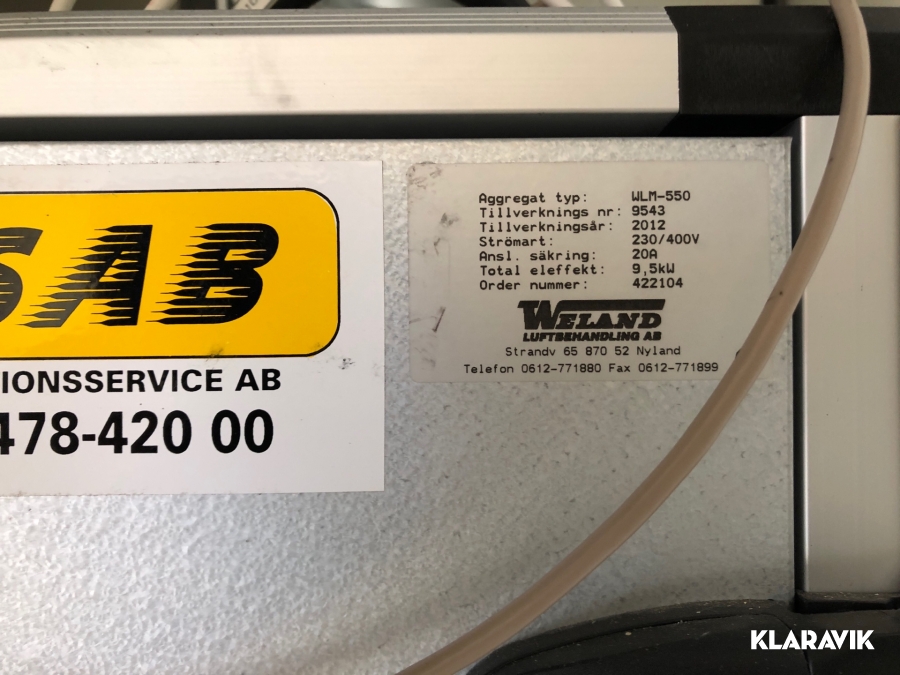 SAB
IONSSERVICE AB
478-420 00
Aggregat typ: WLM-550
Tillverknings nr: 9543
Tillverkningsår: 2012
Strömart: 230/400V
Ansl. säkring: 20A
Total eleffekt: 9,5kW
Order nummer: 422104
WELAND
LUFTBEHANDLING AB
Strandv 65 870 52 Nyland
Telefon 0612-771880 Fax 0612-771899
KLARAVIK